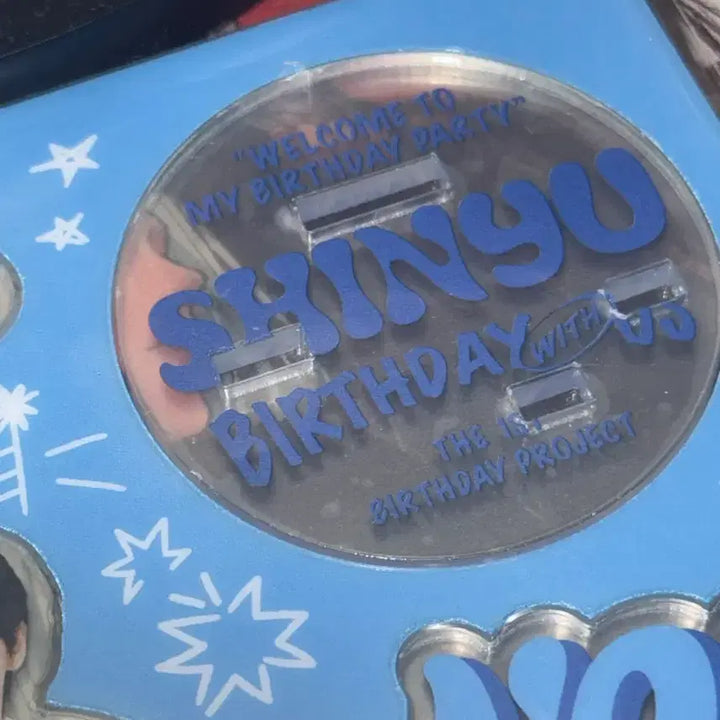 "WELCOME TO
MY BIRTHDAY PARTY"
SHINYU
BIRTHDAY WITH US
THE 1ST
BIRTHDAY PROJECT